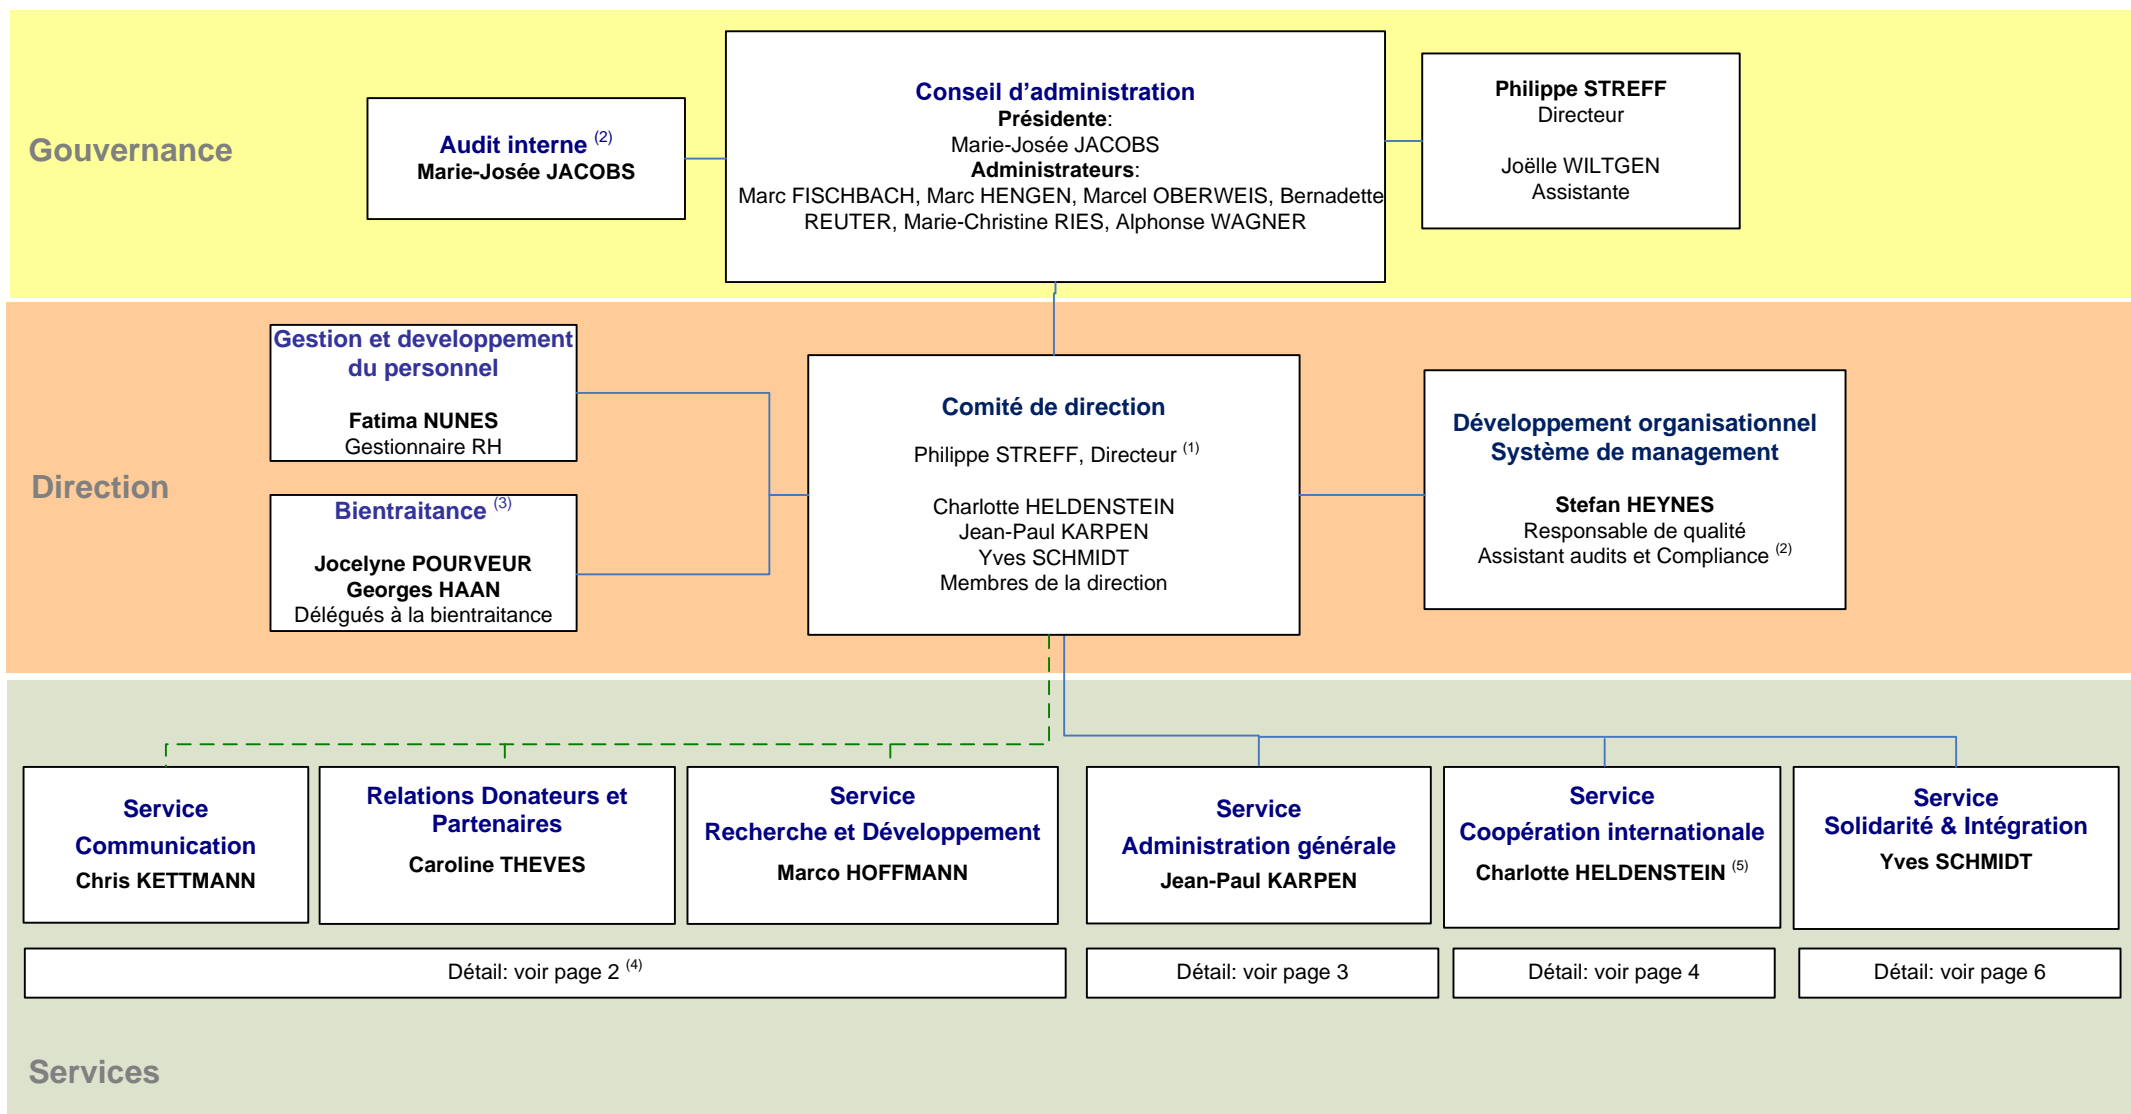 Gouvernance
Audit interne (2)
Marie-Josée JACOBS
Conseil d'administration
Présidente:
Marie-Josée JACOBS
Administrateurs:
Marc FISCHBACH, Marc HENGEN, Marcel OBERWEIS, Bernadette
REUTER, Marie-Christine RIES, Alphonse WAGNER
Philippe STREFF
Directeur
Joëlle WILTGEN
Assistante
Direction
Gestion et developpement
du personnel
Fatima NUNES
Gestionnaire RH
Bientraitance (3)
Jocelyne POURVEUR
Georges HAAN
Délégués à la bientraitance
Comité de direction
Philippe STREFF, Directeur (1)
Charlotte HELDENSTEIN
Jean-Paul KARPEN
Yves SCHMIDT
Membres de la direction
Développement organisationnel
Système de management
Stefan HEYNES
Responsable de qualité
Assistant audits et Compliance (2)
Service
Communication
Chris KETTMANN
Relations Donateurs et
Partenaires
Caroline THEVES
Service
Recherche et Développement
Marco HOFFMANN
Service
Administration générale
Jean-Paul KARPEN
Service
Coopération internationale
Charlotte HELDENSTEIN (5)
Service
Solidarité & Intégration
Yves SCHMIDT
Détail: voir page 2 (4)
Détail: voir page 3
Détail: voir page 4
Détail: voir page 6
Services